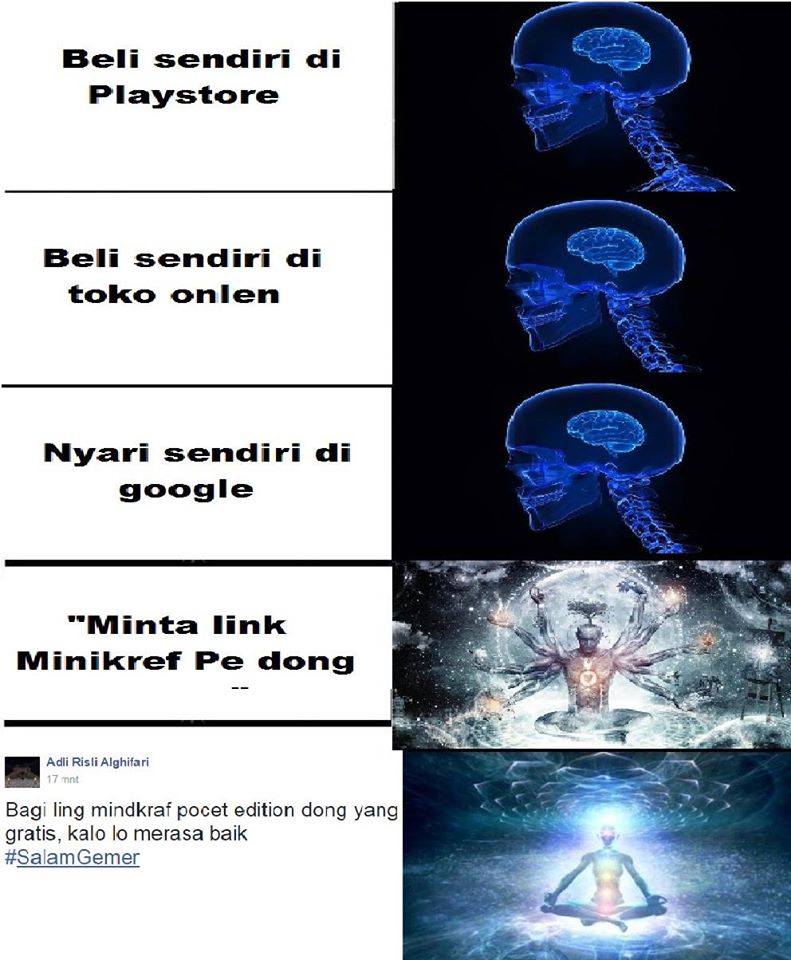 Beli sendiri di
Playstore
Beli sendiri di
toko onlen
Nyari sendiri di
google
"Minta link
Minikref Pe dong
Adli Risli Alghifari
17 mnt
Bagi ling mindkraf pocet edition dong yang
gratis, kalo lo merasa baik
#SalamGemer